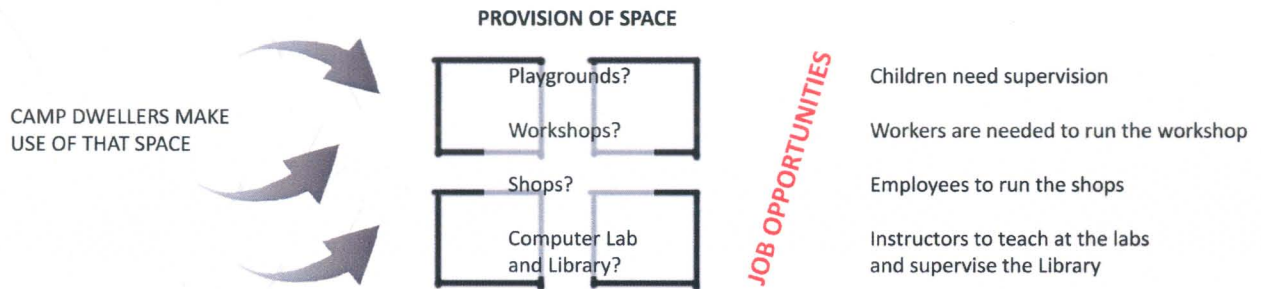 PROVISION OF SPACE
CAMP DWELLERS MAKE
USE OF THAT SPACE
Playgrounds?
Workshops?
Shops?
Computer Lab
and Library?
JOB OPPORTUNITIES
Children need supervision
Workers are needed to run the workshop
Employees to run the shops
Instructors to teach at the labs
and supervise the Library